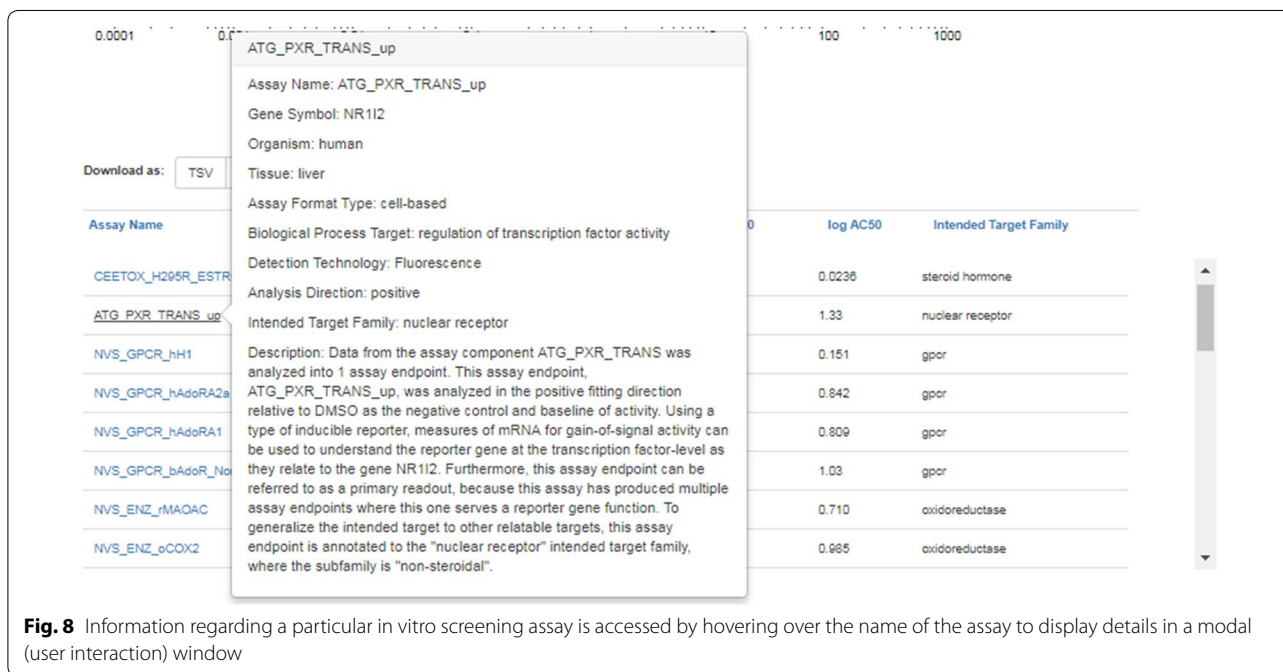 0.0001 100 1000
ATG_PXR_TRANS_up
Assay Name: ATG_PXR_TRANS_up
Gene Symbol: NR1I2
Organism: human
Tissue: liver
Assay Format Type: cell-based
Biological Process Target: regulation of transcription factor activity
Detection Technology: Fluorescence
Analysis Direction: positive
Intended Target Family: nuclear receptor
Description: Data from the assay component ATG_PXR_TRANS was
analyzed into 1 assay endpoint. This assay endpoint,
ATG_PXR_TRANS_up, was analyzed in the positive fitting direction
relative to DMSO as the negative control and baseline of activity. Using a
type of inducible reporter, measures of mRNA for gain-of-signal activity can
be used to understand the reporter gene at the transcription factor-level as
they relate to the gene NR1I2. Furthermore, this assay endpoint can be
referred to as a primary readout, because this assay has produced multiple
assay endpoints where this one serves a reporter gene function. To
generalize the intended target to other relatable targets, this assay
endpoint is annotated to the "nuclear receptor" intended target family,
where the subfamily is "non-steroidal".
Download as: TSV
Assay Name 0 log AC50 Intended Target Family
CEETOX_H295R_ESTR 0.0236 steroid hormone
ATG_PXR_TRANS_up 1.33 nuclear receptor
NVS_GPCR_hH1 0.151 gpcr
NVS_GPCR_hAdoRA2a 0.842 gpcr
NVS_GPCR_hAdoRA1 0.809 gpcr
NVS_GPCR_bAdoR_No 1.03 gpcr
NVS_ENZ_rMAOAC 0.710 oxidoreductase
NVS_ENZ_oCOX2 0.985 oxidoreductase
Fig. 8 Information regarding a particular in vitro screening assay is accessed by hovering over the name of the assay to display details in a modal
(user interaction) window